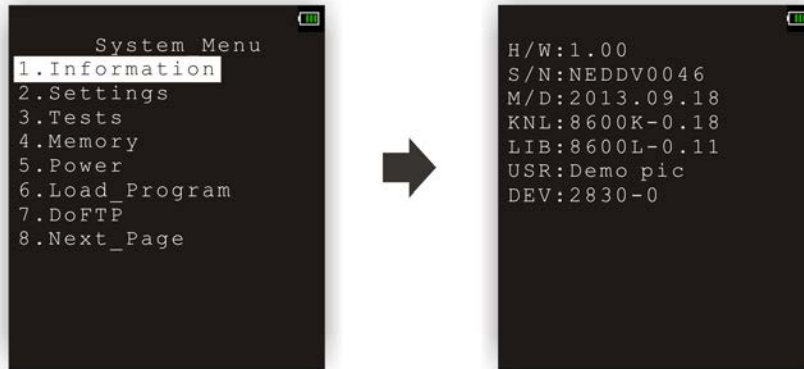 System Menu
1.Information
2.Settings
3.Tests
4.Memory
5.Power
6.Load_Program
7.DoFTP
8.Next_Page
H/W:1.00
S/N:NEDDV0046
M/D:2013.09.18
KNL:8600K-0.18
LIB:8600L-0.11
USR:Demo pic
DEV:2830-0